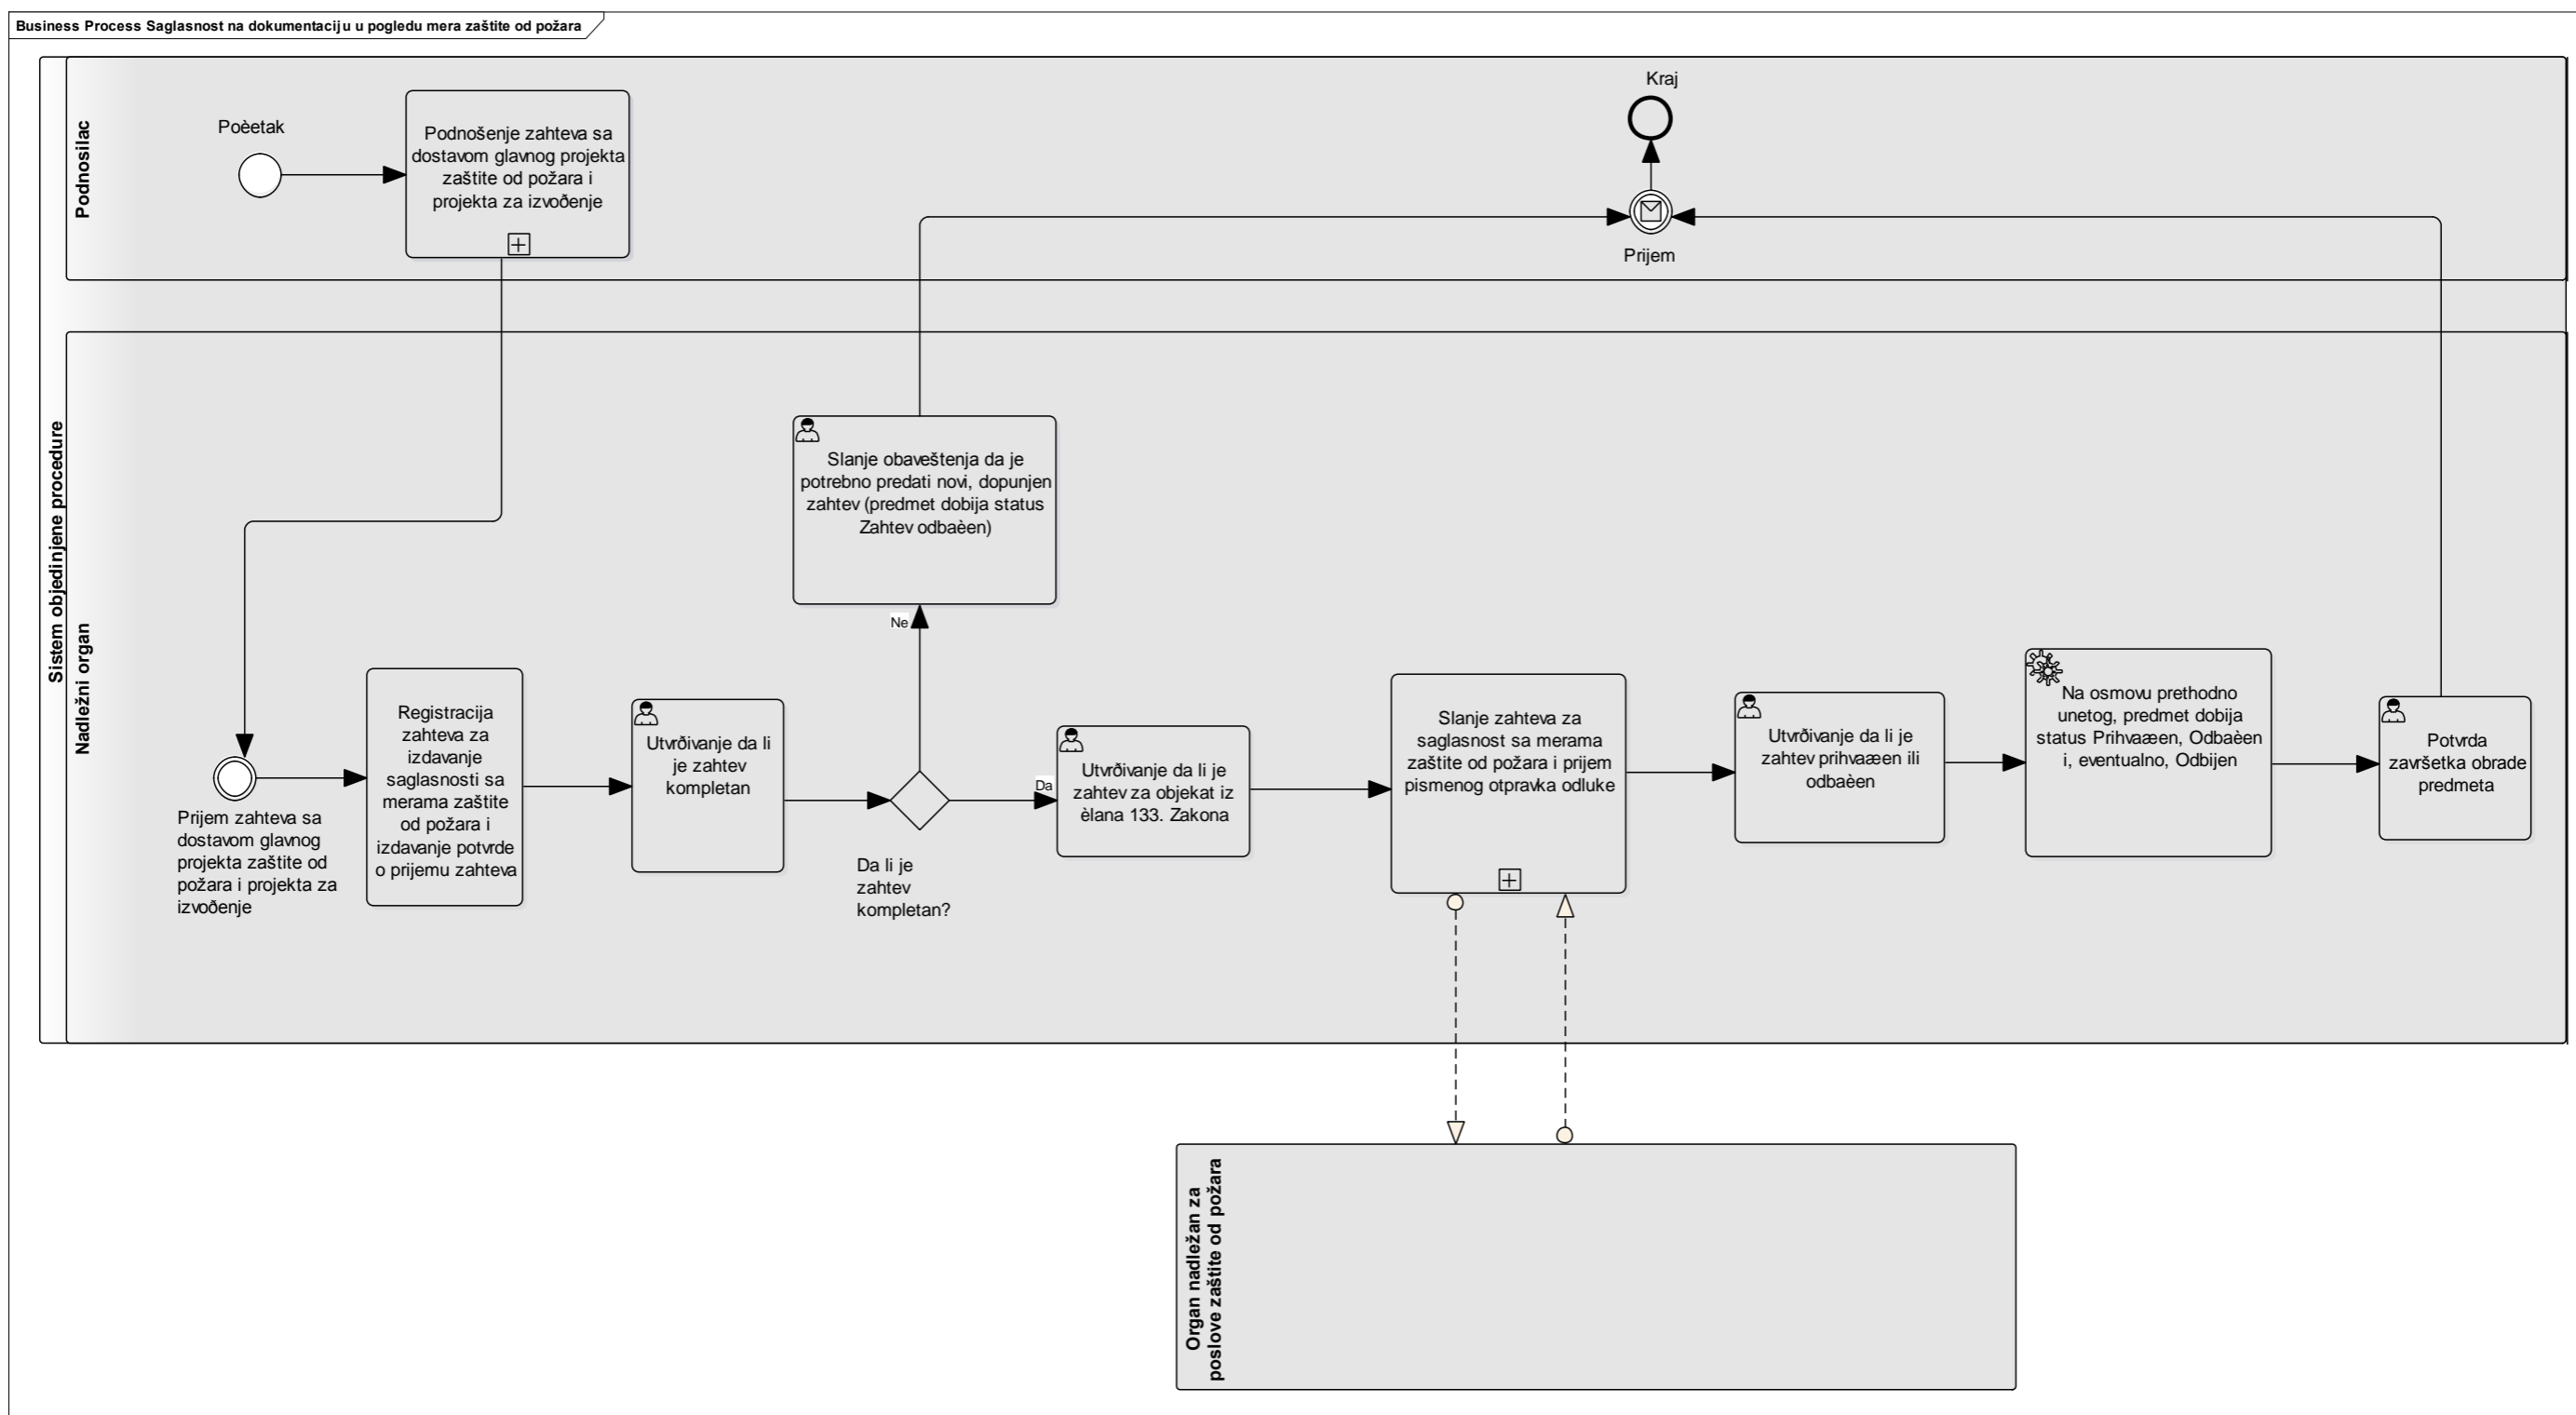 Business Process Saglasnost na dokumentaciju u pogledu mera zaštite od požara
Sistem objedinjene procedure
Podnosilac
Poèetak
Podnošenje zahteva sa
dostavom glavnog projekta
zaštite od požara i
projekta za izvoðenje
Kraj
Prijem
Nadležni organ
Prijem zahteva sa
dostavom glavnog
projekta zaštite od
požara i projekta za
izvoðenje
Registracija
zahteva za
izdavanje
saglasnosti sa
merama zaštite
od požara i
izdavanje potvrde
o prijemu zahteva
Utvrðivanje da li
je zahtev
kompletan
Da li je
zahtev
kompletan?
Ne
Slanje obaveštenja da je
potrebno predati novi, dopunjen
zahtev (predmet dobija status
Zahtev odbaèen)
Da
Utvrðivanje da li je
zahtev za objekat iz
èlana 133. Zakona
Slanje zahteva za
saglasnost sa merama
zaštite od požara i prijem
pismenog otpravka odluke
Utvrðivanje da li je
zahtev prihvaæen ili
odbaèen
Na osmovu prethodno
unetog, predmet dobija
status Prihvaæen, Odbaèen
i, eventualno, Odbijen
Potvrda
završetka obrade
predmeta
Organ nadležan za
poslove zaštite od požara